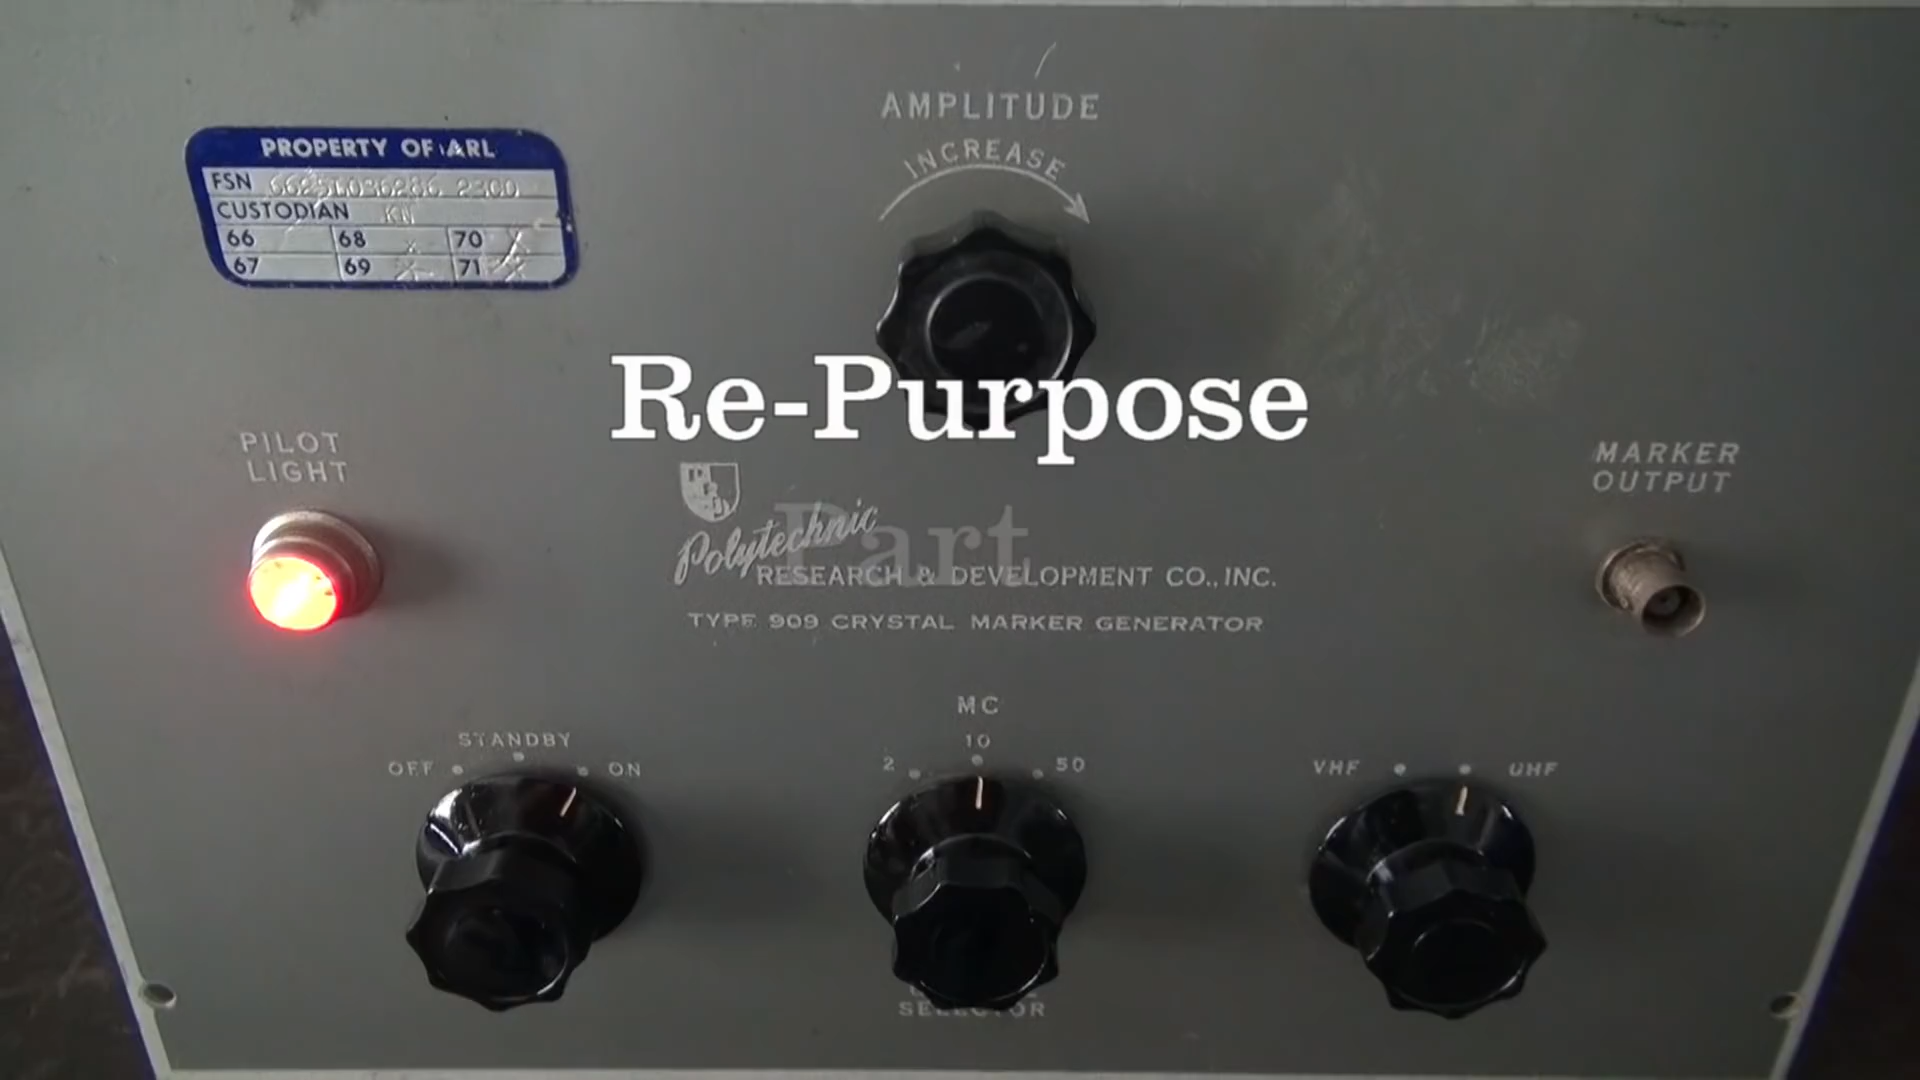 AMPLITUDE
INCREASE
PROPERTY OF ARL
FSN
CUSTODIAN KN
66 68 X 70 X
67 69 X 71 X
Re-Purpose
Part
PILOT
LIGHT
MARKER
OUTPUT
Polytechnic
RESEARCH & DEVELOPMENT CO., INC.
TYPE 909 CRYSTAL MARKER GENERATOR
MC
OFF STANDBY ON
2 10 50
VHF UHF
SELECTOR